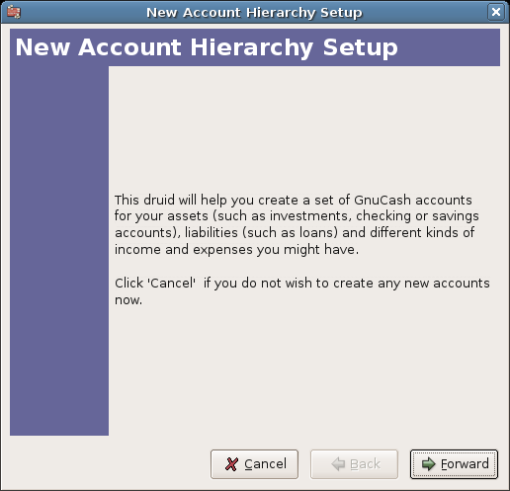 New Account Hierarchy Setup
New Account Hierarchy Setup
This druid will help you create a set of GnuCash accounts
for your assets (such as investments, checking or savings
accounts), liabilities (such as loans) and different kinds of
income and expenses you might have.
Click 'Cancel'  if you do not wish to create any new accounts
now.
Cancel
Back
Forward